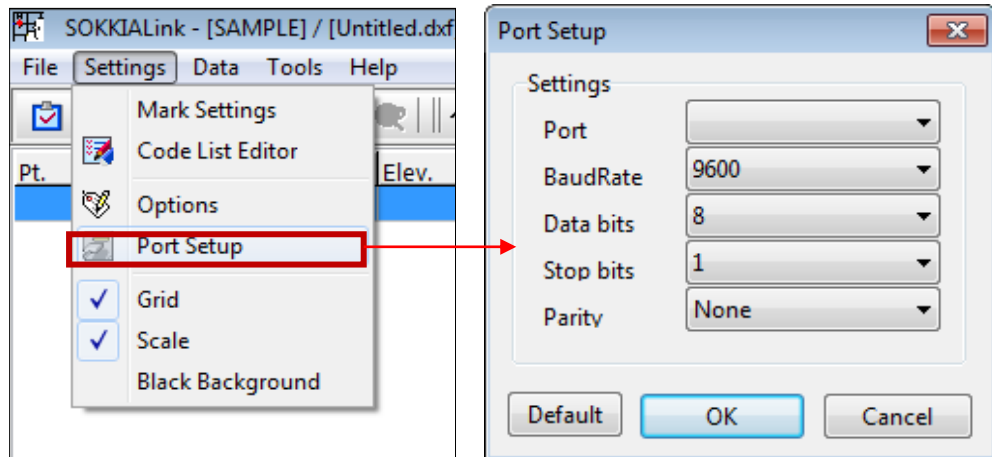 SOKKIALink - [SAMPLE] / [Untitled.dxf
File Settings Data Tools Help
Mark Settings
Code List Editor
Pt. Elev.
Options
Port Setup
Grid
Scale
Black Background
Port Setup
Settings
Port
BaudRate 9600
Data bits 8
Stop bits 1
Parity None
Default OK Cancel